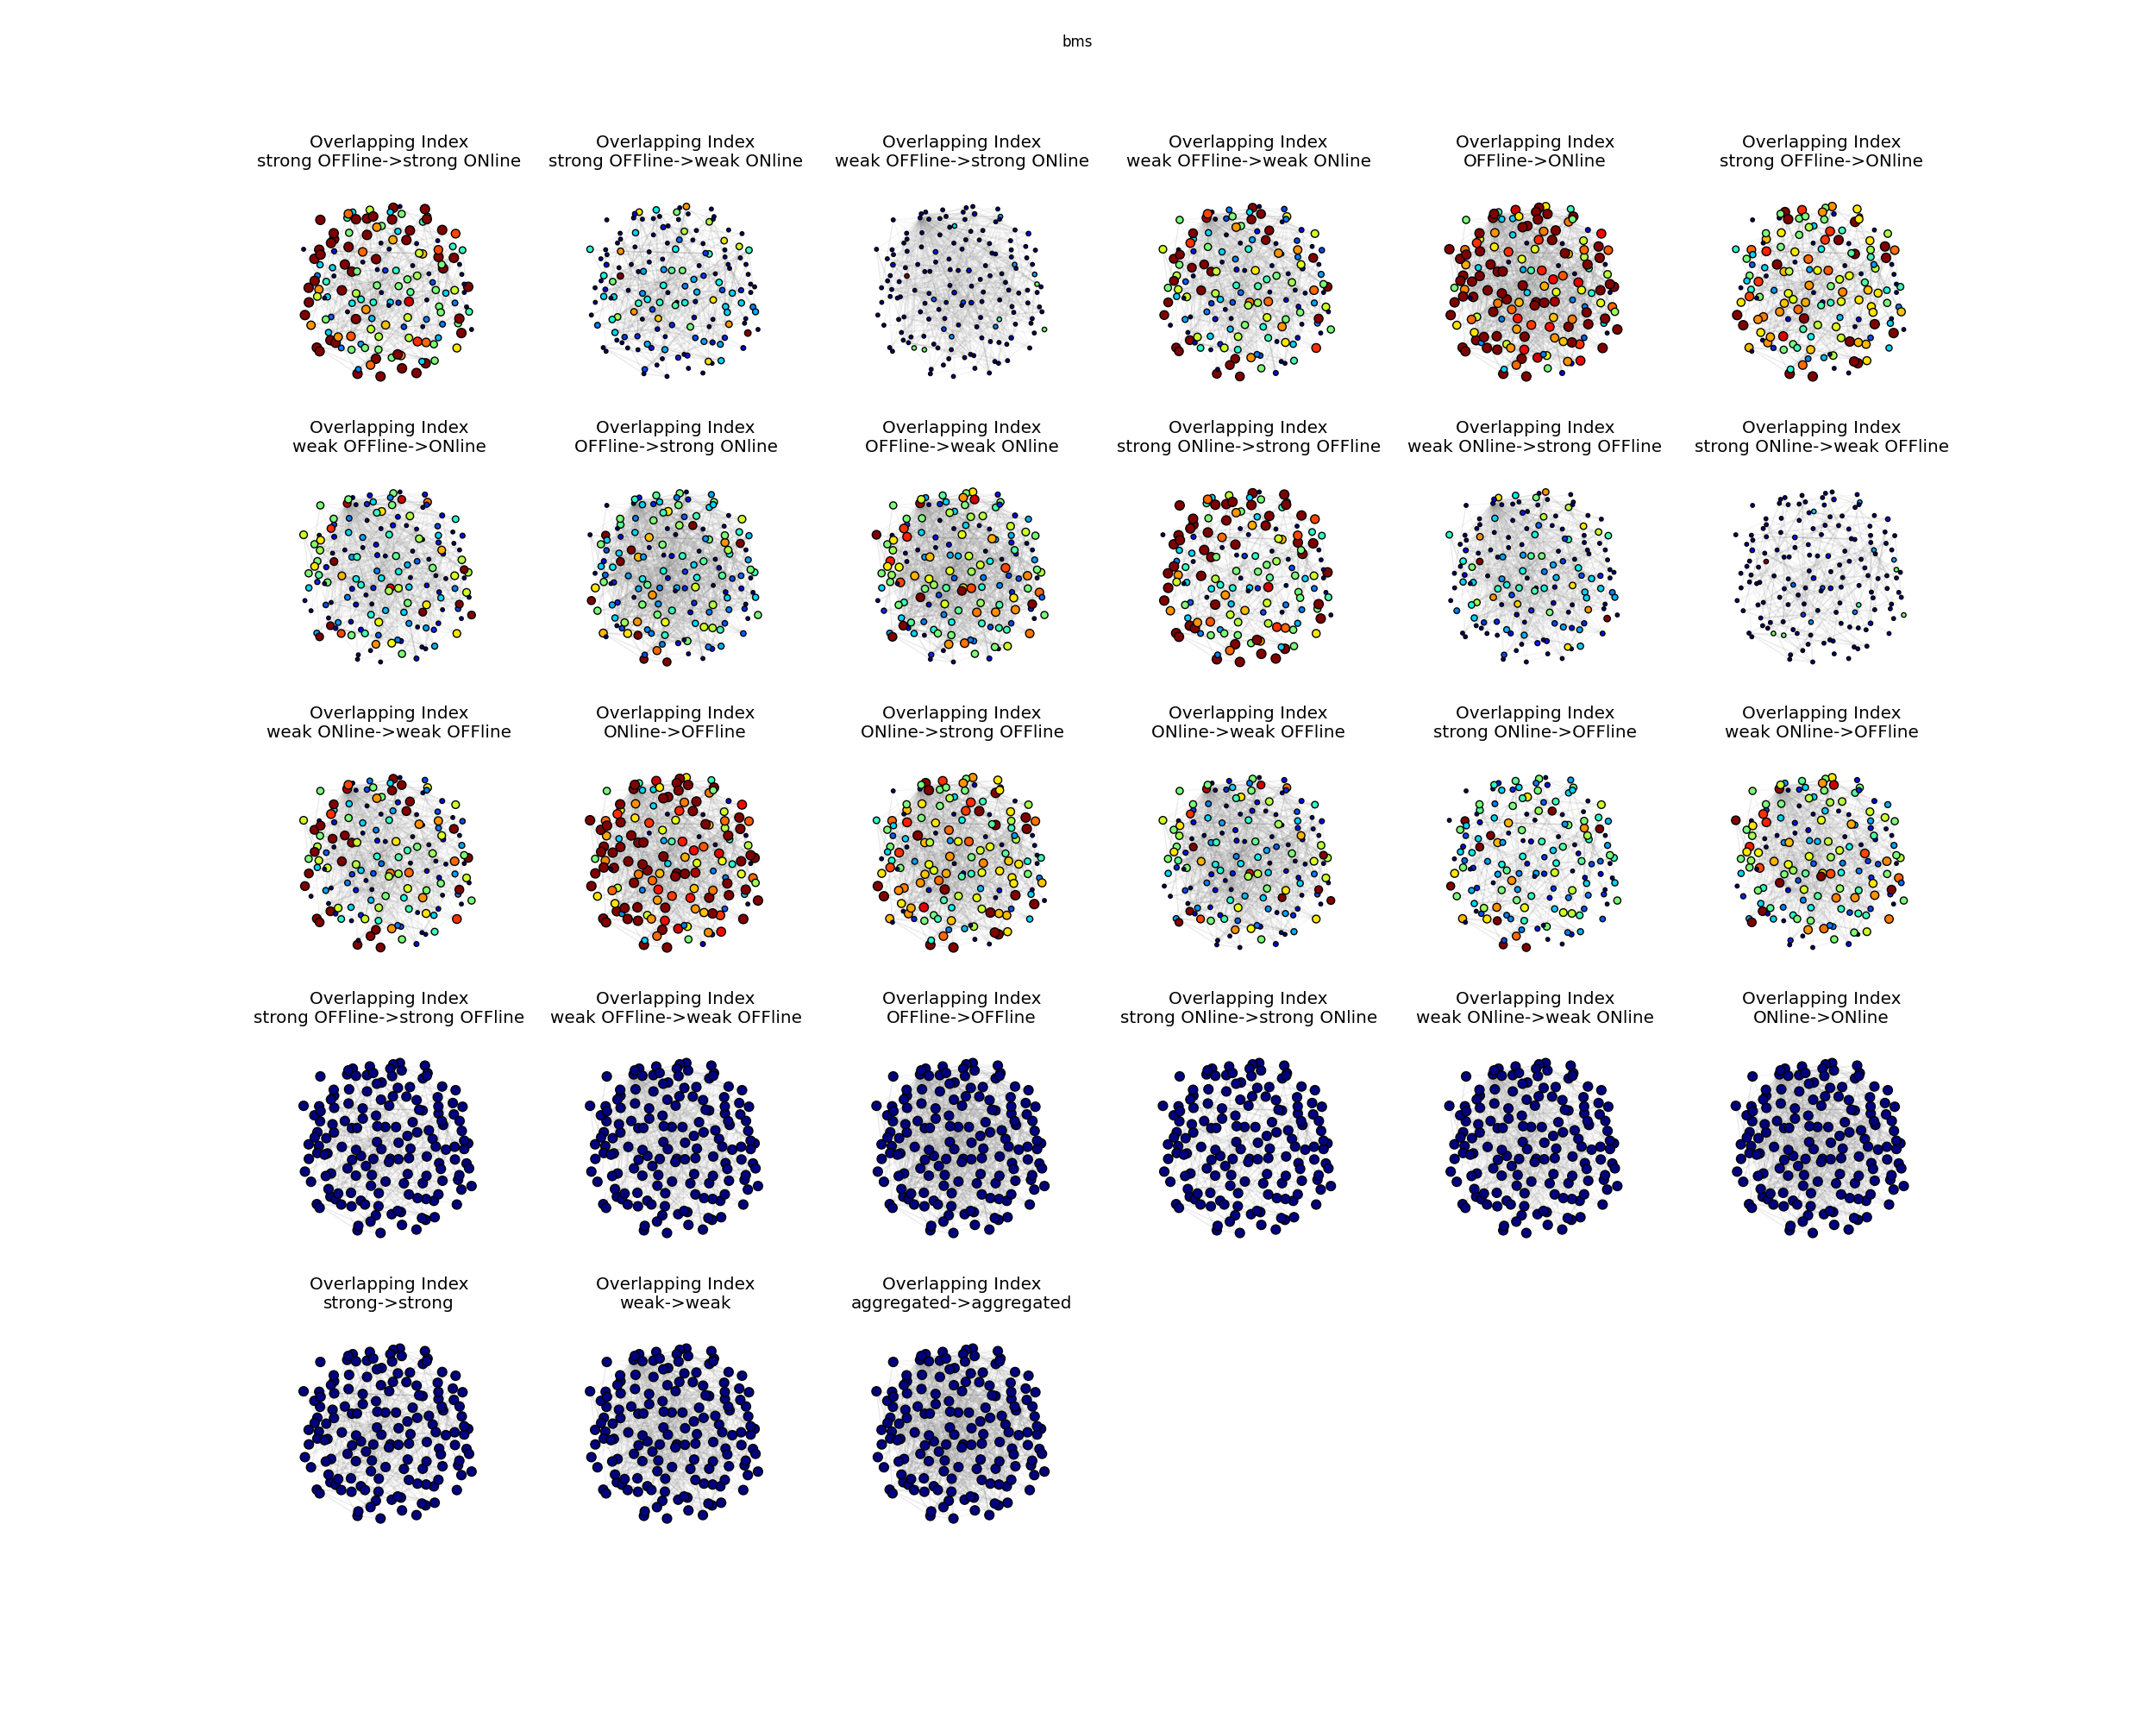 bms
Overlapping Index
strong OFFline->strong ONline
Overlapping Index
strong OFFline->weak ONline
Overlapping Index
weak OFFline->strong ONline
Overlapping Index
weak OFFline->weak ONline
Overlapping Index
OFFline->ONline
Overlapping Index
strong OFFline->ONline
Overlapping Index
weak OFFline->ONline
Overlapping Index
OFFline->strong ONline
Overlapping Index
OFFline->weak ONline
Overlapping Index
strong ONline->strong OFFline
Overlapping Index
weak ONline->strong OFFline
Overlapping Index
strong ONline->weak OFFline
Overlapping Index
weak ONline->weak OFFline
Overlapping Index
ONline->OFFline
Overlapping Index
ONline->strong OFFline
Overlapping Index
ONline->weak OFFline
Overlapping Index
strong ONline->OFFline
Overlapping Index
weak ONline->OFFline
Overlapping Index
strong OFFline->strong OFFline
Overlapping Index
weak OFFline->weak OFFline
Overlapping Index
OFFline->OFFline
Overlapping Index
strong ONline->strong ONline
Overlapping Index
weak ONline->weak ONline
Overlapping Index
ONline->ONline
Overlapping Index
strong->strong
Overlapping Index
weak->weak
Overlapping Index
aggregated->aggregated